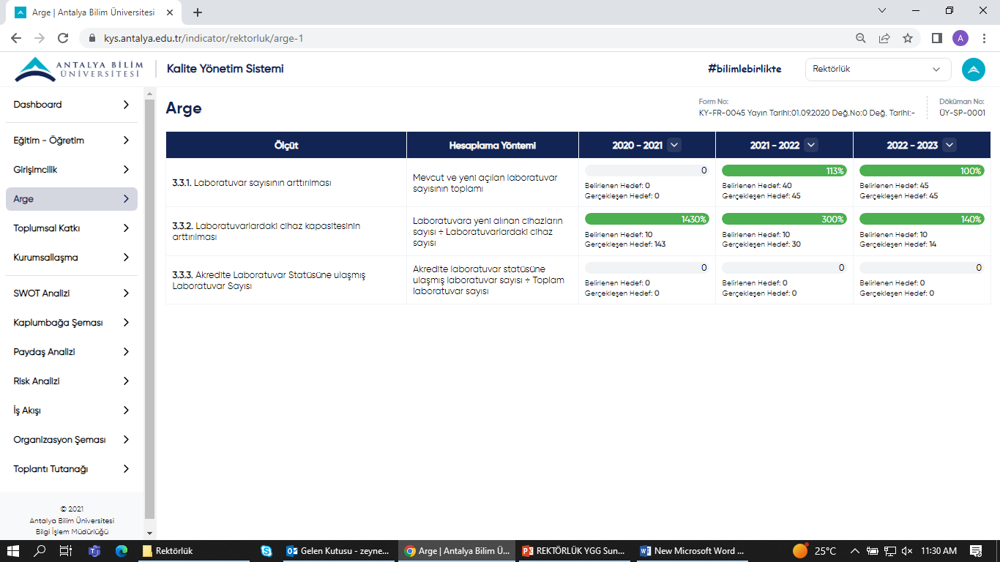 Arge | Antalya Bilim Üniversitesi
kys.antalya.edu.tr/indicator/rektorluk/arge-1
A
ANTALYA BİLİM
ÜNİVERSİTESİ
Kalite Yönetim Sistemi
#bilimlebirlikte
Rektörlük
Dashboard
Eğitim - Öğretim
Girişimcilik
Arge
Toplumsal Katkı
Kurumsallaşma
SWOT Analizi
Kaplumbağa Şeması
Paydaş Analizi
Risk Analizi
İş Akışı
Organizasyon Şeması
Toplantı Tutanağı
© 2021
Antalya Bilim Üniversitesi
Bilgi İşlem Müdürlüğü
Arge
Form No:
KY-FR-0045 Yayın Tarihi:01.09.2020 Değ.No:0 Değ. Tarihi:-
Döküman No:
ÜY-SP-0001
Ölçüt
Hesaplama Yöntemi
2020 - 2021
2021 - 2022
2022 - 2023
3.3.1. Laboratuvar sayısının arttırılması
Mevcut ve yeni açılan laboratuvar
sayısının toplamı
0
Belirlenen Hedef: 0
Gerçekleşen Hedef: 0
113%
Belirlenen Hedef: 40
Gerçekleşen Hedef: 45
100%
Belirlenen Hedef: 45
Gerçekleşen Hedef: 45
3.3.2. Laboratuvarlardaki cihaz kapasitesinin
arttırılması
Laboratuvara yeni alınan cihazların
sayısı ÷ Laboratuvarlardaki cihaz
sayısı
1430%
Belirlenen Hedef: 10
Gerçekleşen Hedef: 143
300%
Belirlenen Hedef: 10
Gerçekleşen Hedef: 30
140%
Belirlenen Hedef: 10
Gerçekleşen Hedef: 14
3.3.3. Akredite Laboratuvar Statüsüne ulaşmış
Laboratuvar Sayısı
Akredite laboratuvar statüsüne
ulaşmış laboratuvar sayısı ÷ Toplam
laboratuvar sayısı
0
Belirlenen Hedef: 0
Gerçekleşen Hedef: 0
0
Belirlenen Hedef: 0
Gerçekleşen Hedef: 0
0
Belirlenen Hedef: 0
Gerçekleşen Hedef: 0
Rektörlük
Gelen Kutusu - zeyne...
Arge | Antalya Bilim Ü...
REKTÖRLÜK YGG Sun...
New Microsoft Word ...
25°C
11:30 AM